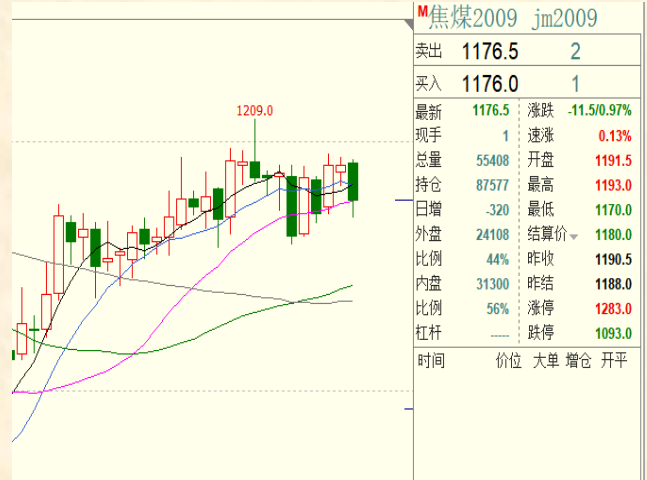 M焦煤2009 jm2009
卖出 1176.5 2
买入 1176.0 1
1209.0
最新 1176.5 涨跌 -11.5/0.97%
现手 1 速涨 0.13%
总量 55408 开盘 1191.5
持仓 87577 最高 1193.0
日增 -320 最低 1170.0
外盘 24108 结算价 1180.0
比例 44% 昨收 1190.5
内盘 31300 昨结 1188.0
比例 56% 涨停 1283.0
杠杆 ----- 跌停 1093.0
时间 价位 大单 增仓 开平